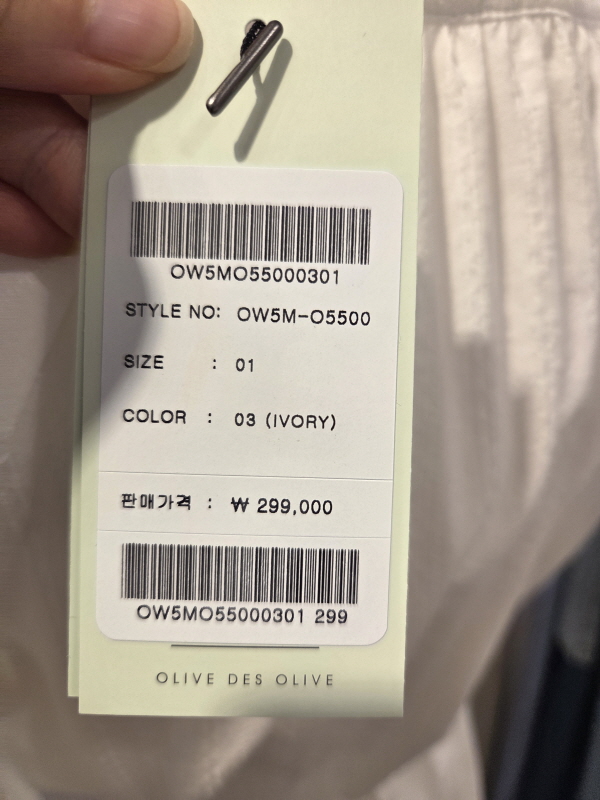 OW5MO55000301
STYLE NO: OW5M-O5500
SIZE : 01
COLOR : 03 (IVORY)
판매가격 : ₩ 299,000
OW5MO55000301 299
OLIVE DES OLIVE